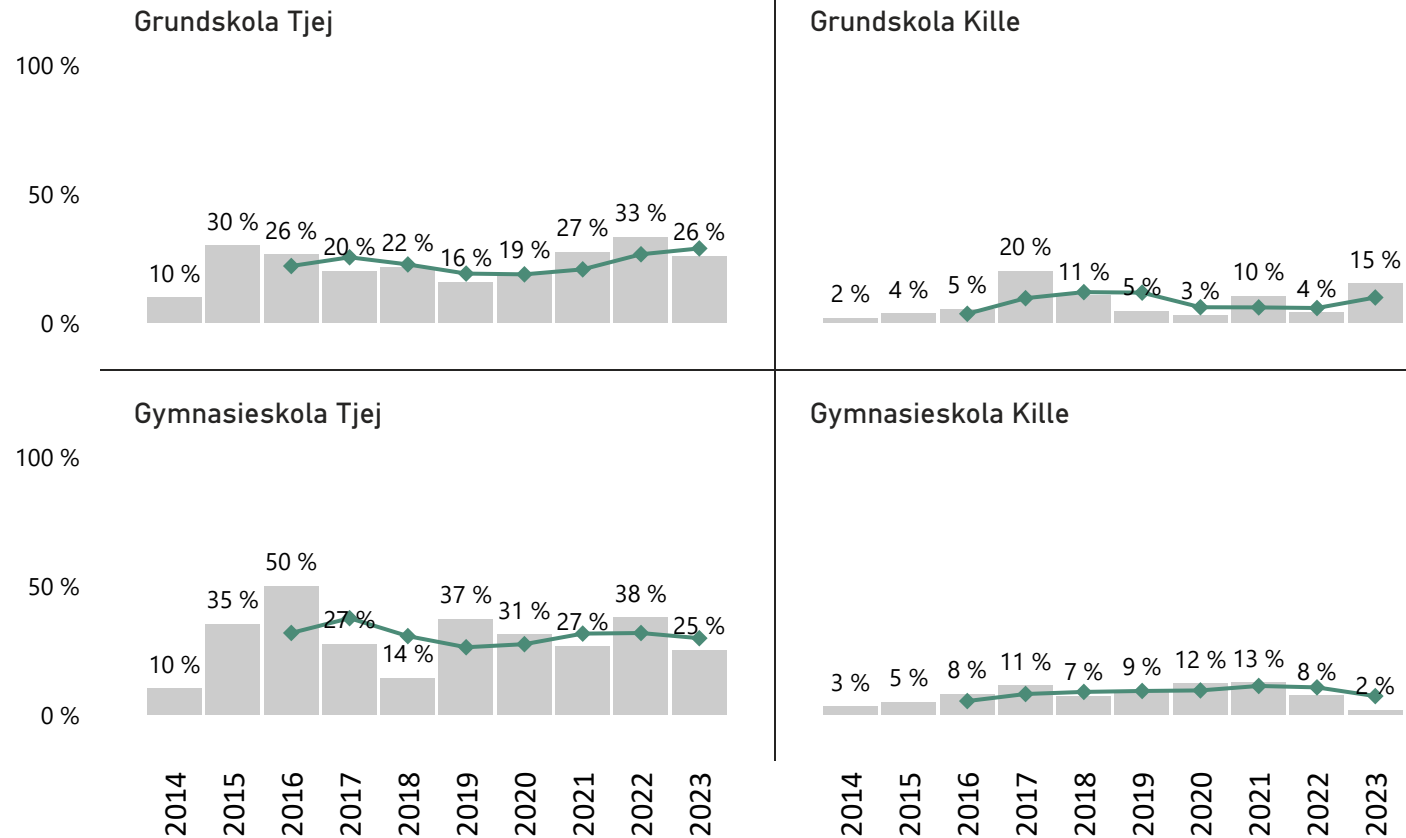 Grundskola Tjej
Grundskola Kille
100 %
50 %
0 %
10 % 30 % 26 % 20 % 22 % 16 % 19 % 27 % 33 % 26 %
2 % 4 % 5 % 20 % 11 % 5 % 3 % 10 % 4 % 15 %
Gymnasieskola Tjej
Gymnasieskola Kille
100 %
50 %
0 %
10 % 35 % 50 % 27 % 14 % 37 % 31 % 27 % 38 % 25 %
3 % 5 % 8 % 11 % 7 % 9 % 12 % 13 % 8 % 2 %
2014 2015 2016 2017 2018 2019 2020 2021 2022 2023
2014 2015 2016 2017 2018 2019 2020 2021 2022 2023